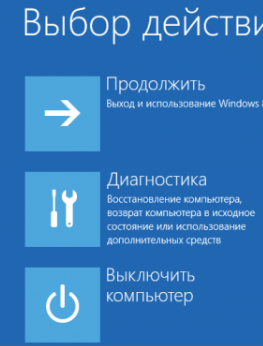 Выбор действи
Продолжить
Выход и использование Windows 8
Диагностика
Восстановление компьютера,
возврат компьютера в исходное
состояние или использование
дополнительных средств
Выключить
компьютер